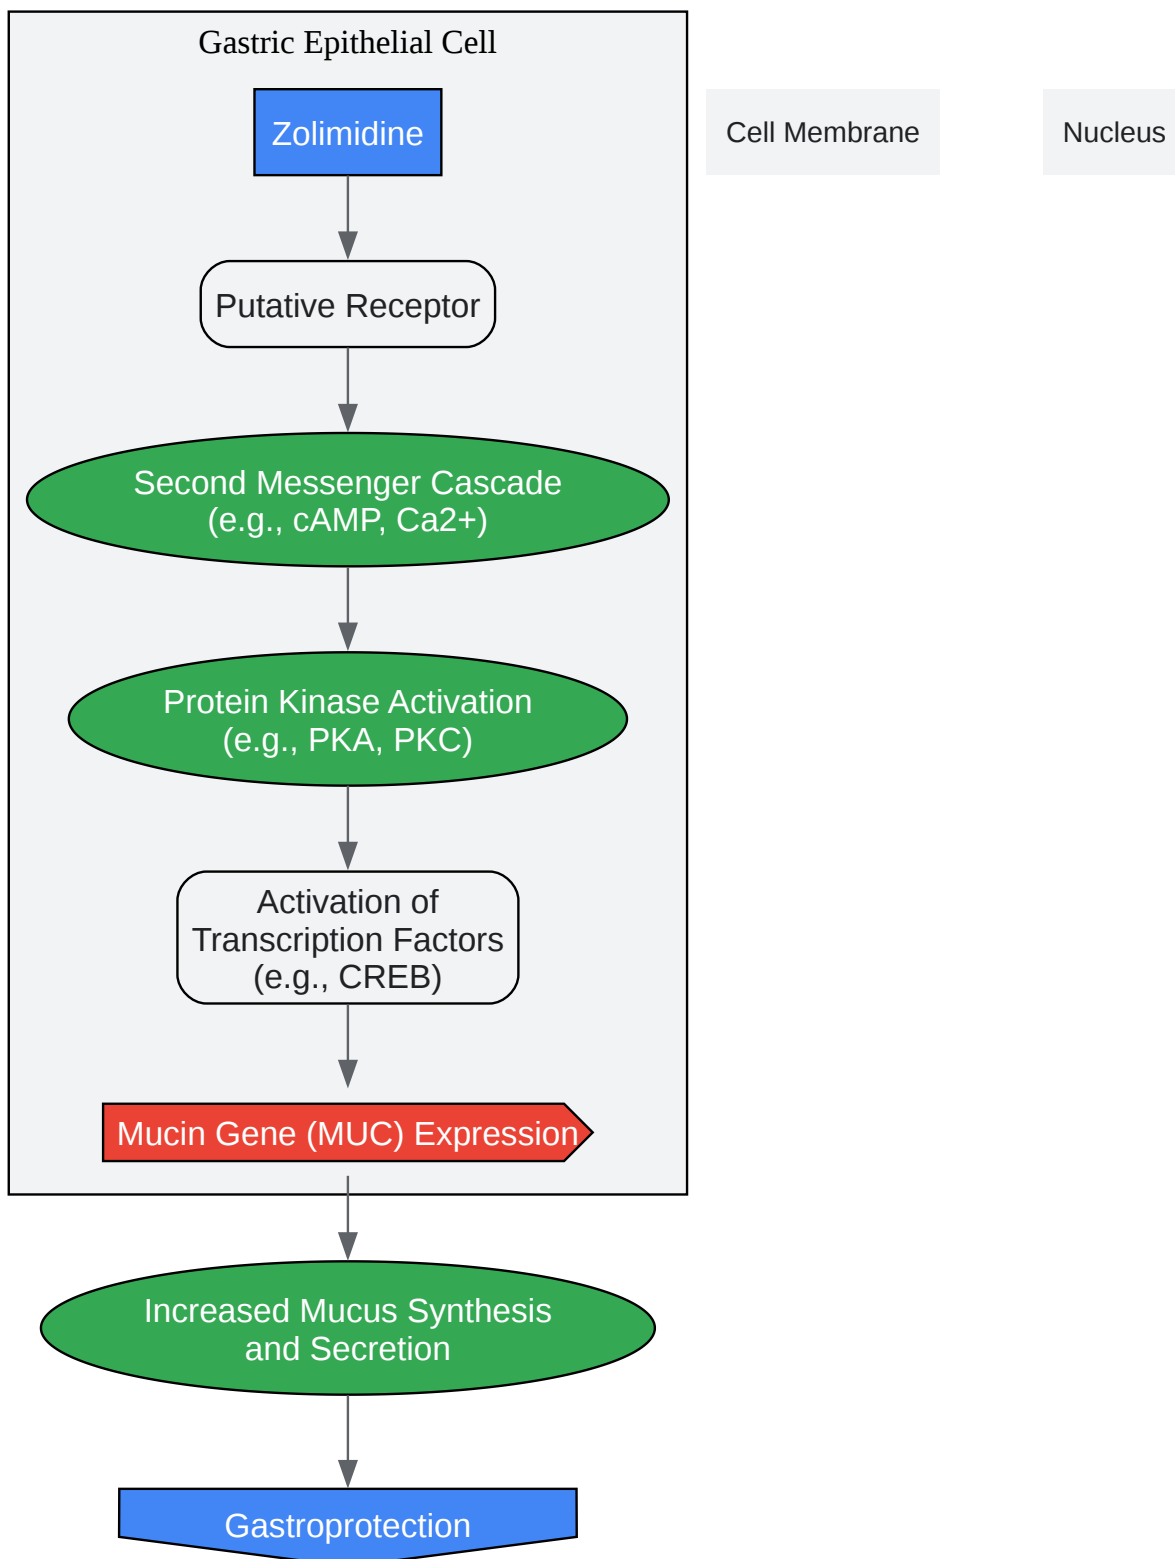 Gastric Epithelial Cell
Zolimidine
Cell Membrane
Nucleus
Putative Receptor
Second Messenger Cascade
(e.g., cAMP, Ca2+)
Protein Kinase Activation
(e.g., PKA, PKC)
Activation of
Transcription Factors
(e.g., CREB)
Mucin Gene (MUC) Expression
Increased Mucus Synthesis
and Secretion
Gastroprotection